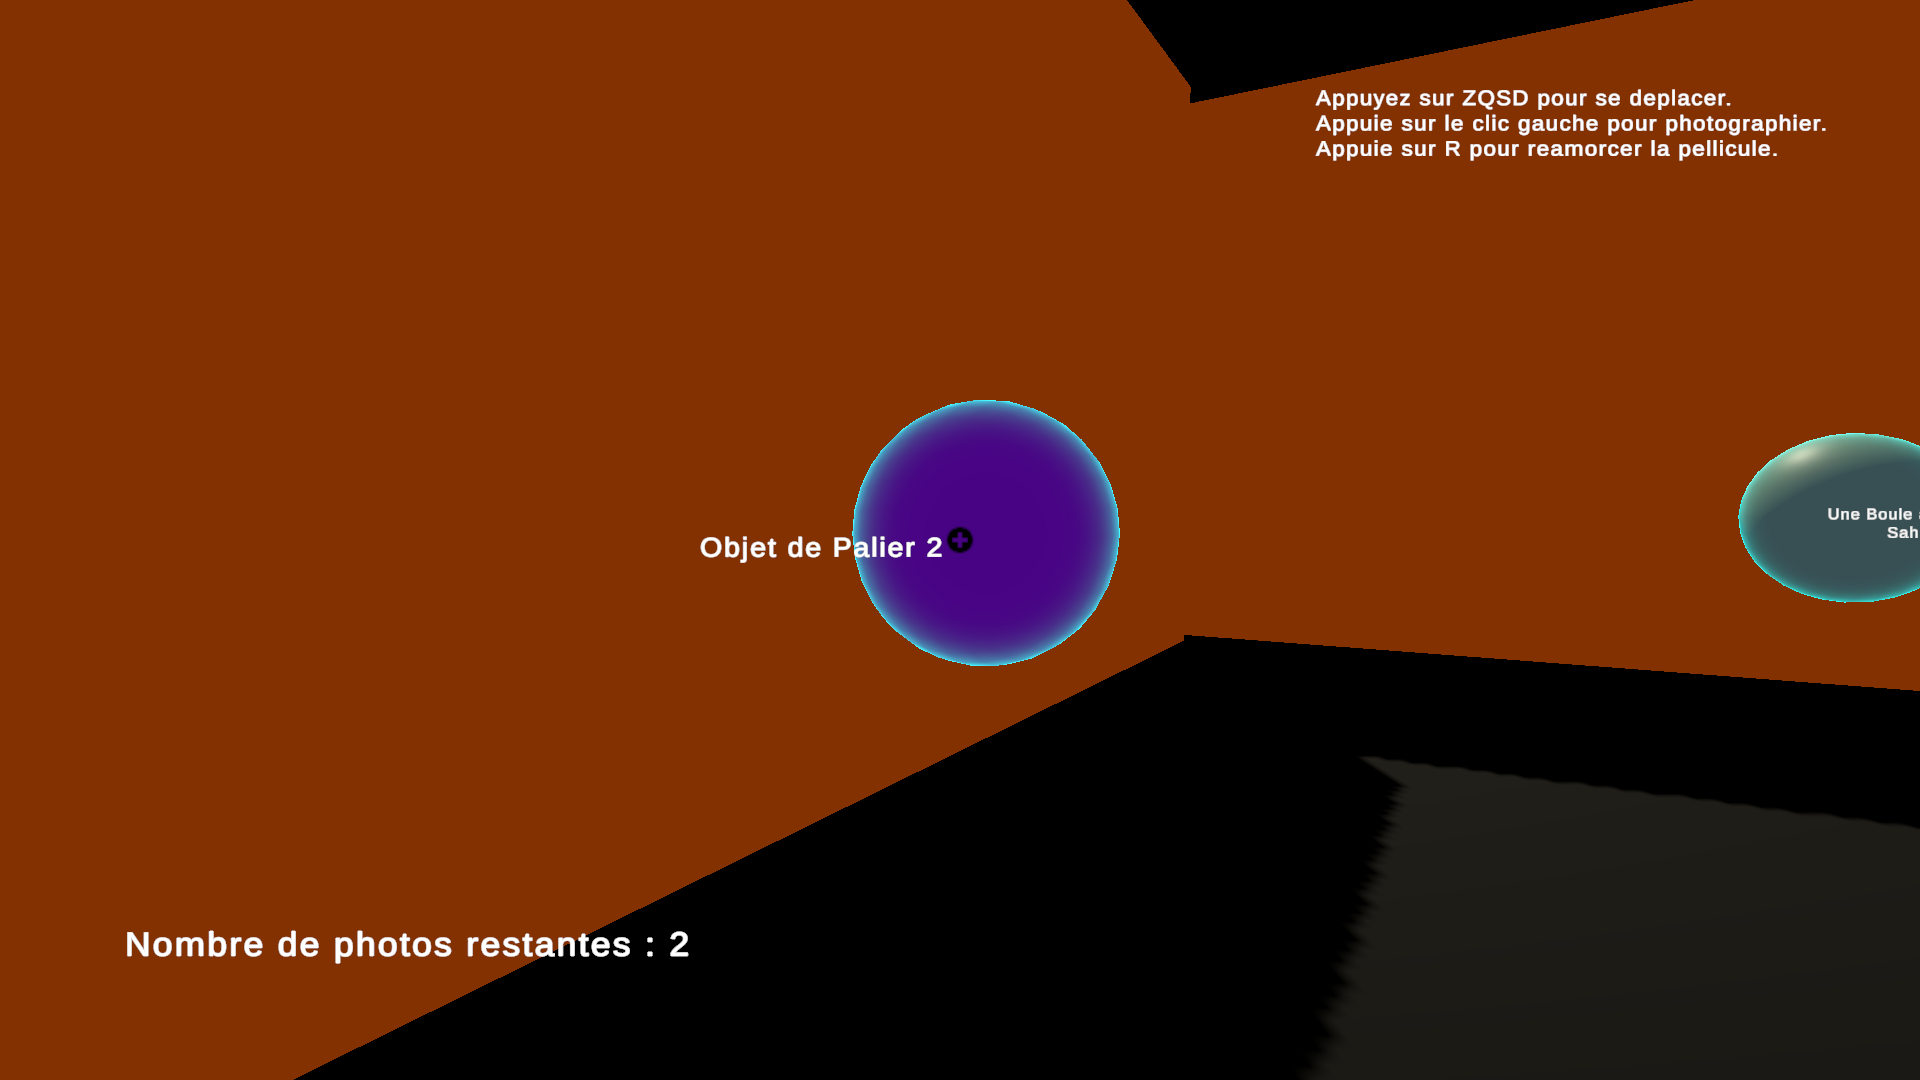 Appuyez sur ZQSD pour se deplacer.
Appuie sur le clic gauche pour photographier.
Appuie sur R pour reamorcer la pellicule.
Une Boule
Sah
Objet de Palier 2
Nombre de photos restantes : 2